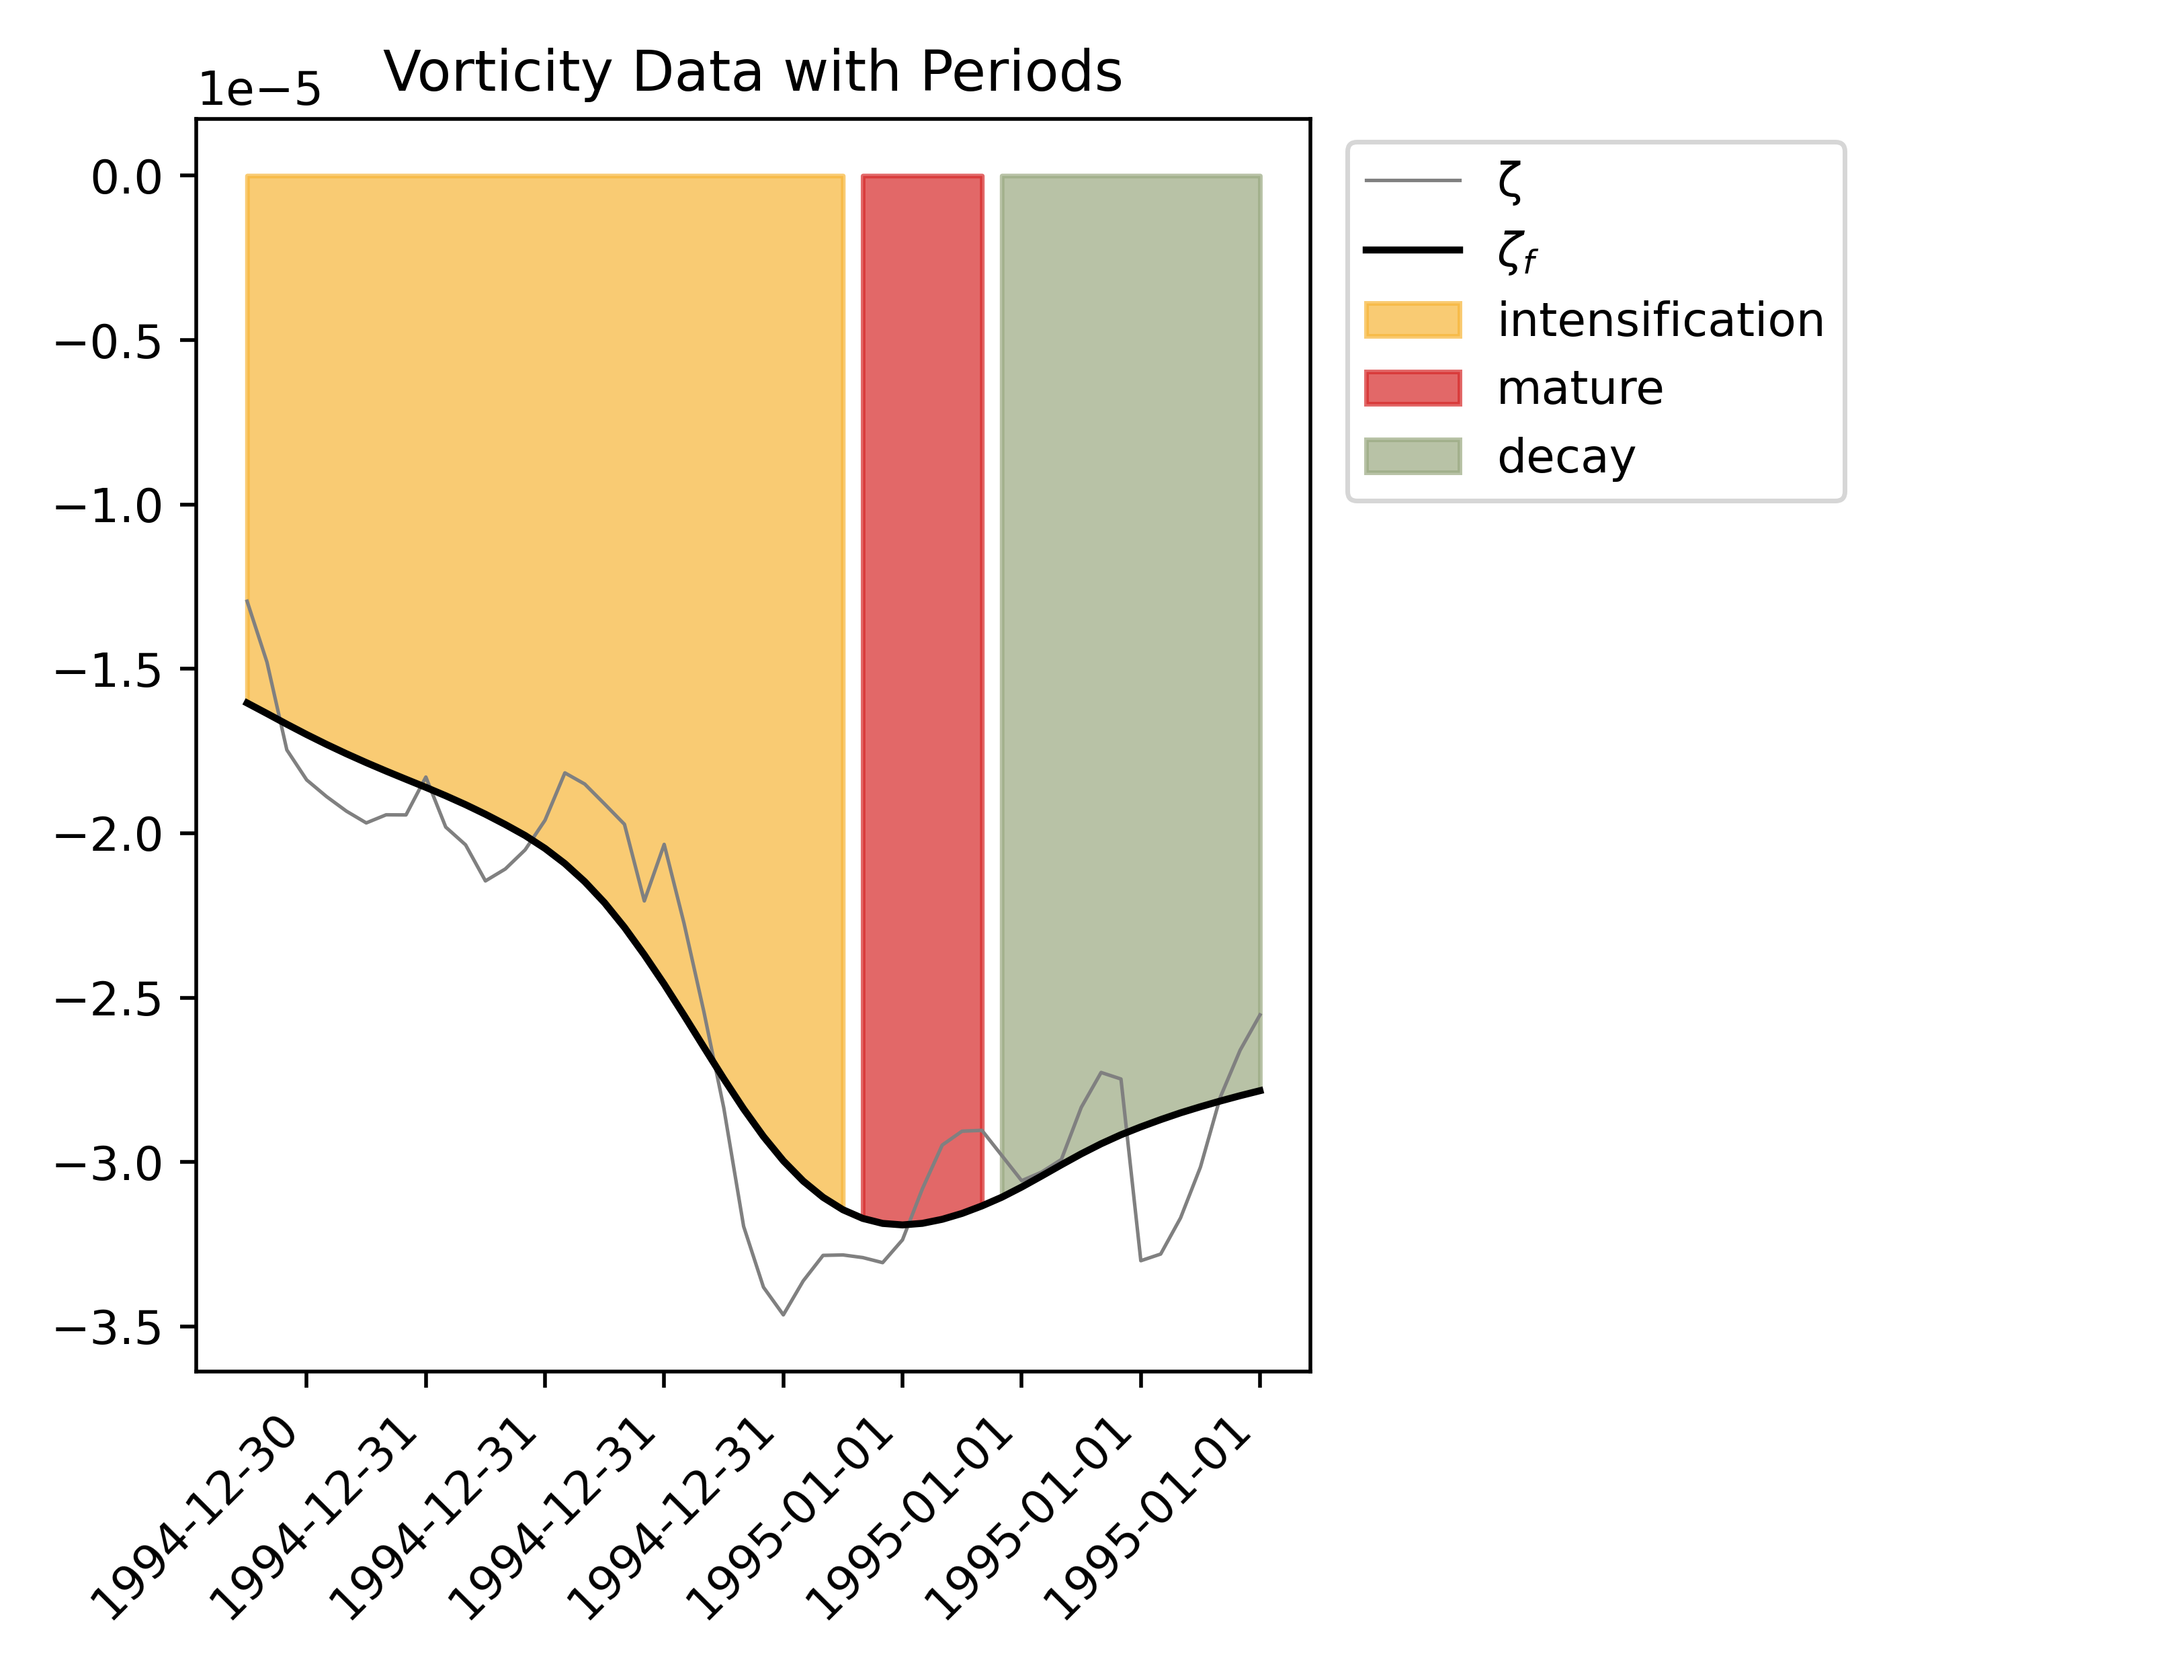 Vorticity Data with Periods
1e−5
0.0
−0.5
−1.0
−1.5
−2.0
−2.5
−3.0
−3.5
1994-12-30
1994-12-31
1994-12-31
1994-12-31
1994-12-31
1995-01-01
1995-01-01
1995-01-01
1995-01-01
ζ
ζf
intensification
mature
decay